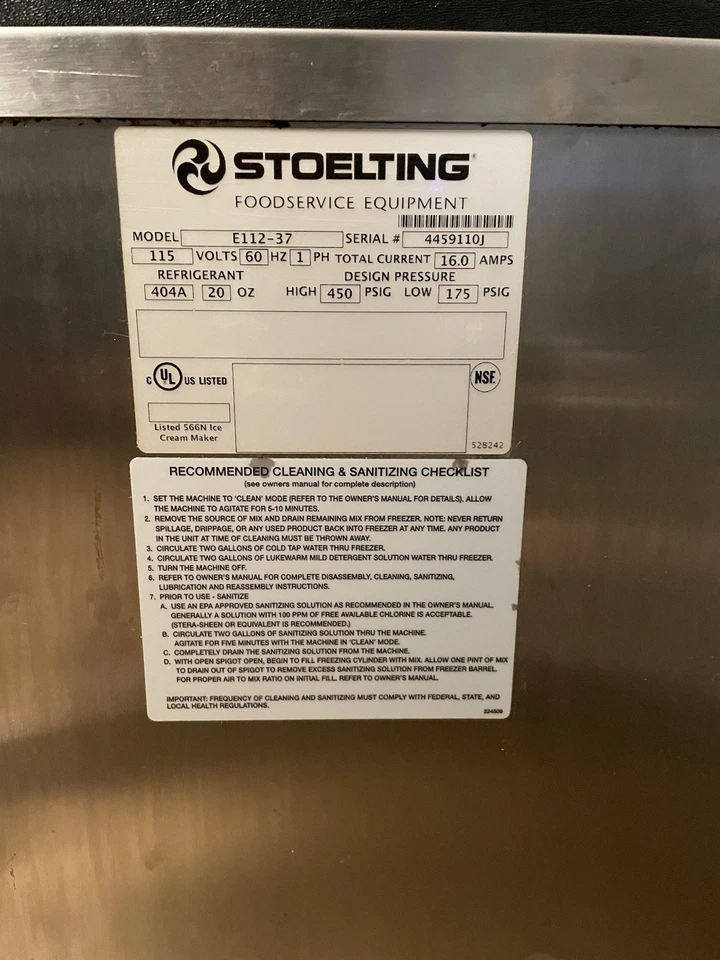 STOELTING
FOODSERVICE EQUIPMENT
MODEL E112-37 SERIAL # 4459110J
115 VOLTS 60 HZ 1 PH TOTAL CURRENT 16.0 AMPS
REFRIGERANT DESIGN PRESSURE
404A 20 OZ HIGH 450 PSIG LOW 175 PSIG
C UL US LISTED NSF.
Listed 566N Ice
Cream Maker
528242
RECOMMENDED CLEANING & SANITIZING CHECKLIST
(see owners manual for complete description)
1. SET THE MACHINE TO 'CLEAN' MODE (REFER TO THE OWNER'S MANUAL FOR DETAILS). ALLOW
THE MACHINE TO AGITATE FOR 5-10 MINUTES.
2. REMOVE THE SOURCE OF MIX AND DRAIN REMAINING MIX FROM FREEZER. NOTE: NEVER RETURN
SPILLAGE, DRIPPAGE, OR ANY USED PRODUCT BACK INTO FREEZER AT ANY TIME. ANY PRODUCT
IN THE UNIT AT TIME OF CLEANING MUST BE THROWN AWAY.
3. CIRCULATE TWO GALLONS OF COLD TAP WATER THRU FREEZER.
4. CIRCULATE TWO GALLONS OF LUKEWARM MILD DETERGENT SOLUTION WATER THRU FREEZER.
5. TURN THE MACHINE OFF.
6. REFER TO OWNER'S MANUAL FOR COMPLETE DISASSEMBLY, CLEANING, SANITIZING,
LUBRICATION AND REASSEMBLY INSTRUCTIONS.
7. PRIOR TO USE - SANITIZE
A. USE AN EPA APPROVED SANITIZING SOLUTION AS RECOMMENDED IN THE OWNER'S MANUAL.
GENERALLY A SOLUTION WITH 100 PPM OF FREE AVAILABLE CHLORINE IS ACCEPTABLE.
(STERA-SHEEN OR EQUIVALENT IS RECOMMENDED.)
B. CIRCULATE TWO GALLONS OF SANITIZING SOLUTION THRU THE MACHINE.
AGITATE FOR FIVE MINUTES WITH THE MACHINE IN 'CLEAN' MODE.
C. COMPLETELY DRAIN THE SANITIZING SOLUTION FROM THE MACHINE.
D. WITH OPEN SPIGOT OPEN, BEGIN TO FILL FREEZING CYLINDER WITH MIX. ALLOW ONE PINT OF MIX
TO DRAIN OUT OF SPIGOT TO REMOVE EXCESS SANITIZING SOLUTION FROM FREEZER BARREL.
FOR PROPER AIR TO MIX RATIO ON INITIAL FILL. REFER TO OWNER'S MANUAL.
IMPORTANT: FREQUENCY OF CLEANING AND SANITIZING MUST COMPLY WITH FEDERAL, STATE, AND
LOCAL HEALTH REGULATIONS.
324509